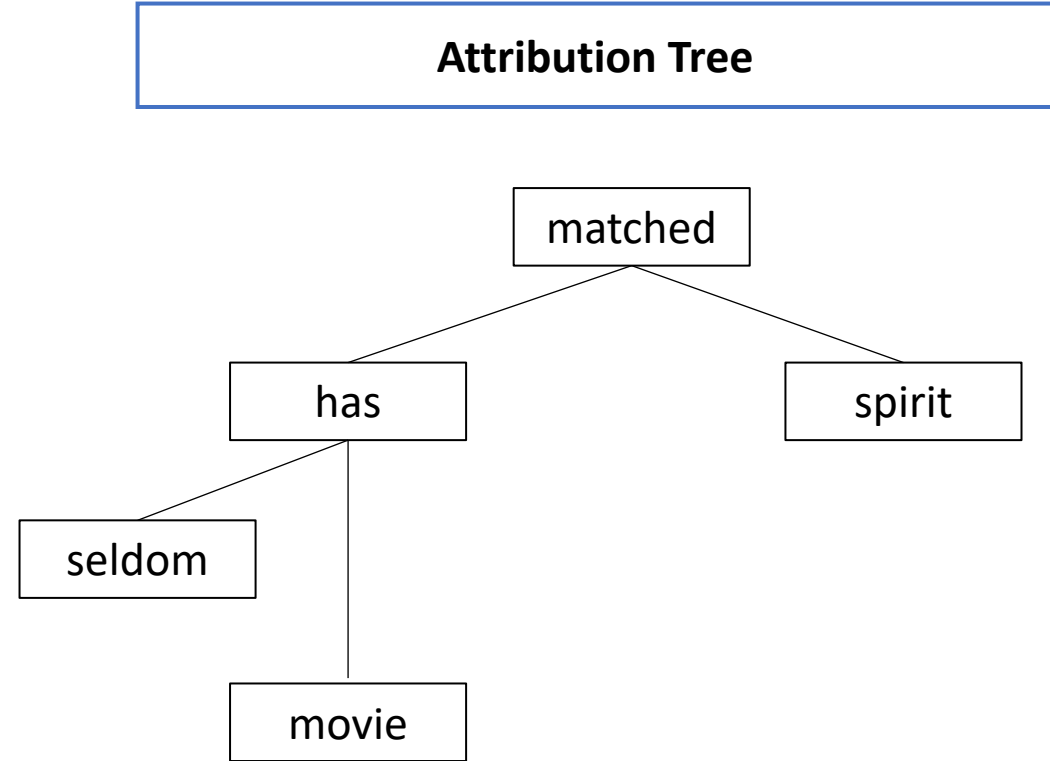 Attribution Tree
matched
has
spirit
seldom
movie